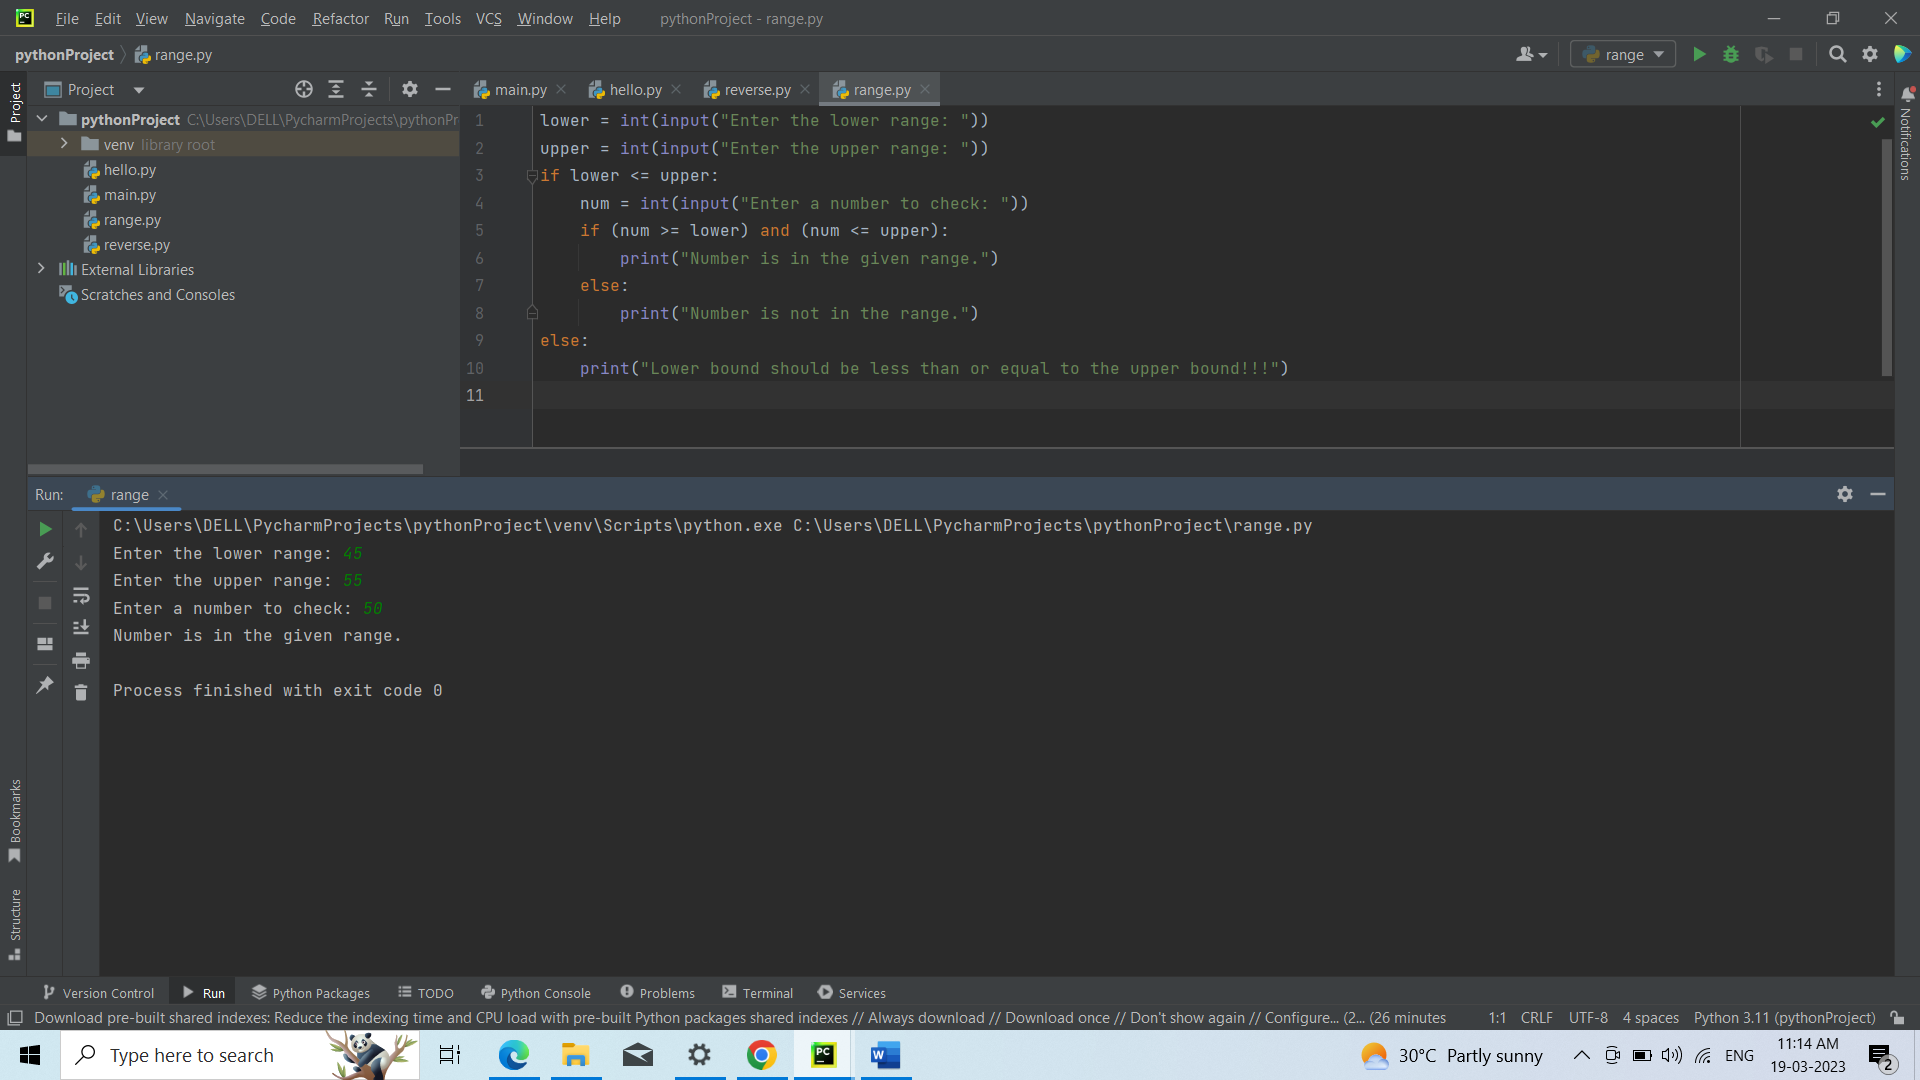 File Edit View Navigate Code Refactor Run Tools VCS Window Help pythonProject - range.py
pythonProject range.py
range
Project
Project
main.py hello.py reverse.py range.py
Notifications
pythonProject C:\Users\DELL\PycharmProjects\pythonPr
venv library root
hello.py
main.py
range.py
reverse.py
External Libraries
Scratches and Consoles
1 lower = int(input("Enter the lower range: "))
2 upper = int(input("Enter the upper range: "))
3 if lower <= upper:
4 num = int(input("Enter a number to check: "))
5 if (num >= lower) and (num <= upper):
6 print("Number is in the given range.")
7 else:
8 print("Number is not in the range.")
9 else:
10 print("Lower bound should be less than or equal to the upper bound!!!")
11
Run: range
C:\Users\DELL\PycharmProjects\pythonProject\venv\Scripts\python.exe C:\Users\DELL\PycharmProjects\pythonProject\range.py
Enter the lower range: 45
Enter the upper range: 55
Enter a number to check: 50
Number is in the given range.
Process finished with exit code 0
Bookmarks
Structure
Version Control Run Python Packages TODO Python Console Problems Terminal Services
Download pre-built shared indexes: Reduce the indexing time and CPU load with pre-built Python packages shared indexes // Always download // Download once // Don't show again // Configure... (2... (26 minutes 1:1 CRLF UTF-8 4 spaces Python 3.11 (pythonProject)
Type here to search
PC
W
30°C Partly sunny
ENG
11:14 AM
19-03-2023
2